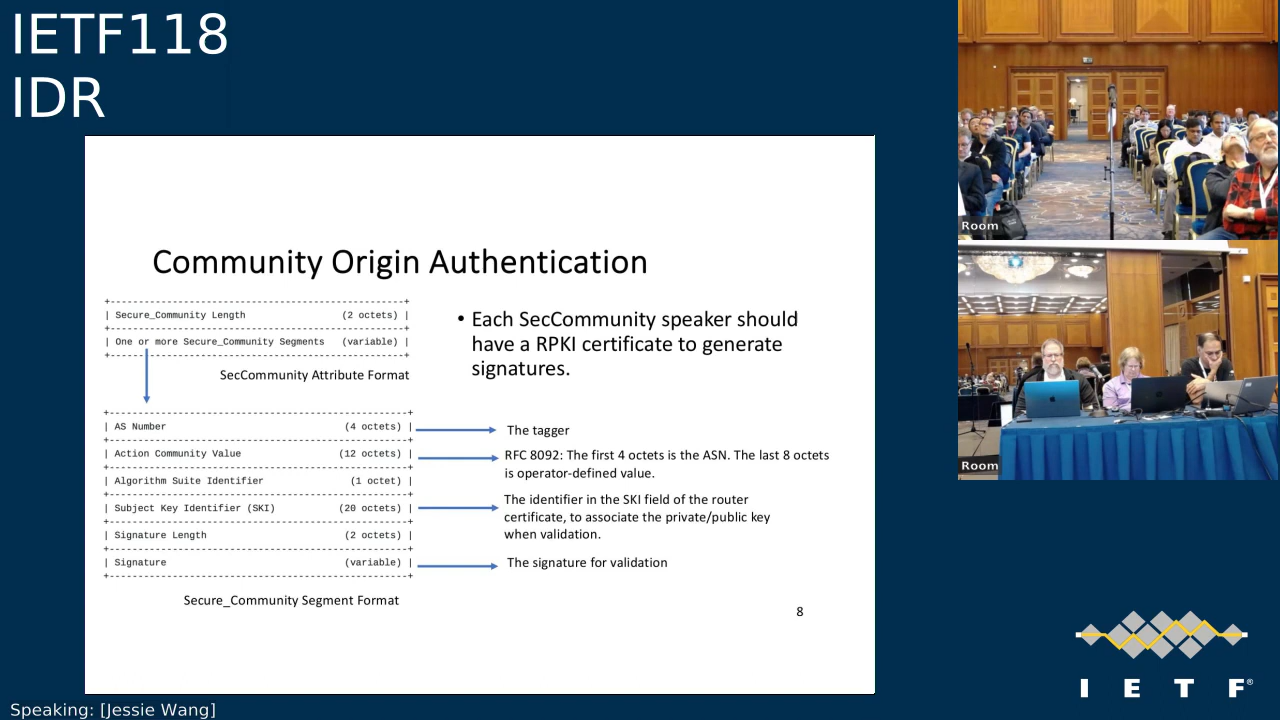 IETF118
IDR
Community Origin Authentication
Secure_Community Length (2 octets)
One or more Secure_Community Segments (variable)
SecCommunity Attribute Format
• Each SecCommunity speaker should
have a RPKI certificate to generate
signatures.
AS Number (4 octets)
The tagger
Action Community Value (12 octets)
RFC 8092: The first 4 octets is the ASN. The last 8 octets
is operator-defined value.
Algorithm Suite Identifier (1 octet)
Subject Key Identifier (SKI) (20 octets)
The identifier in the SKI field of the router
certificate, to associate the private/public key
when validation.
Signature Length (2 octets)
Signature (variable)
The signature for validation
Secure_Community Segment Format
8
Room
Room
I E T F®
Speaking: [Jessie Wang]